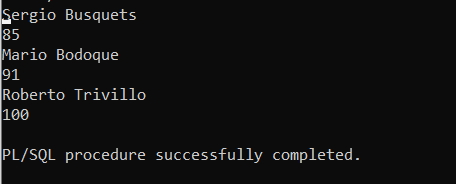 Sergio Busquets
85
Mario Bodoque
91
Roberto Trivillo
100
PL/SQL procedure successfully completed.